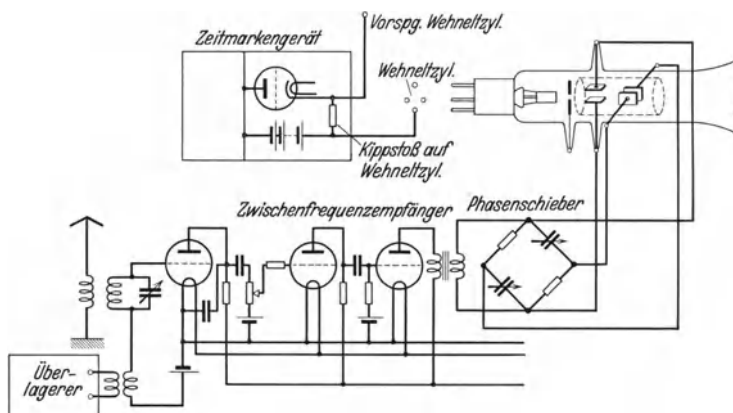 Zeitmarkengerät
Vorspg. Wehneltzyl.
Wehneltzyl.
Kippstoß auf
Wehneltzyl.
Zwischenfrequenzempfänger
Phasenschieber
Über-
lagerer